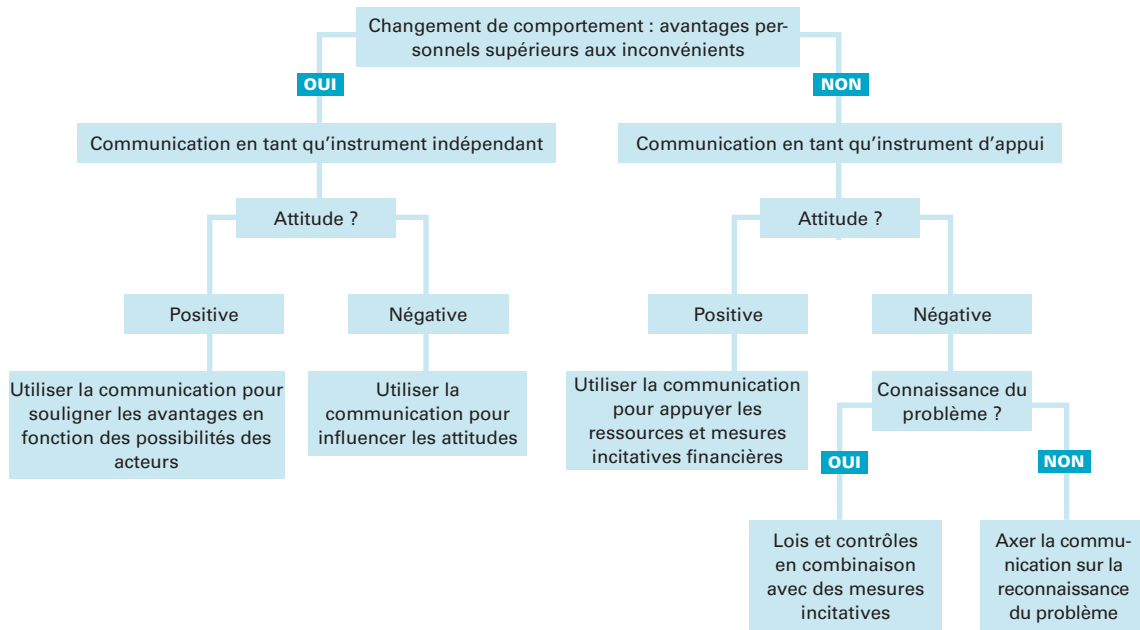 Changement de comportement : avantages per-
sonnels supérieurs aux inconvénients
OUI
NON
Communication en tant qu’instrument indépendant
Communication en tant qu’instrument d’appui
Attitude ?
Attitude ?
Positive
Négative
Positive
Négative
Utiliser la communication pour
souligner les avantages en
fonction des possibilités des
acteurs
Utiliser la
communication pour
influencer les attitudes
Utiliser la communication
pour appuyer les
ressources et mesures
incitatives financières
Connaissance du
problème ?
OUI
NON
Lois et contrôles
en combinaison
avec des mesures
incitatives
Axer la commu-
nication sur la
reconnaissance
du problème